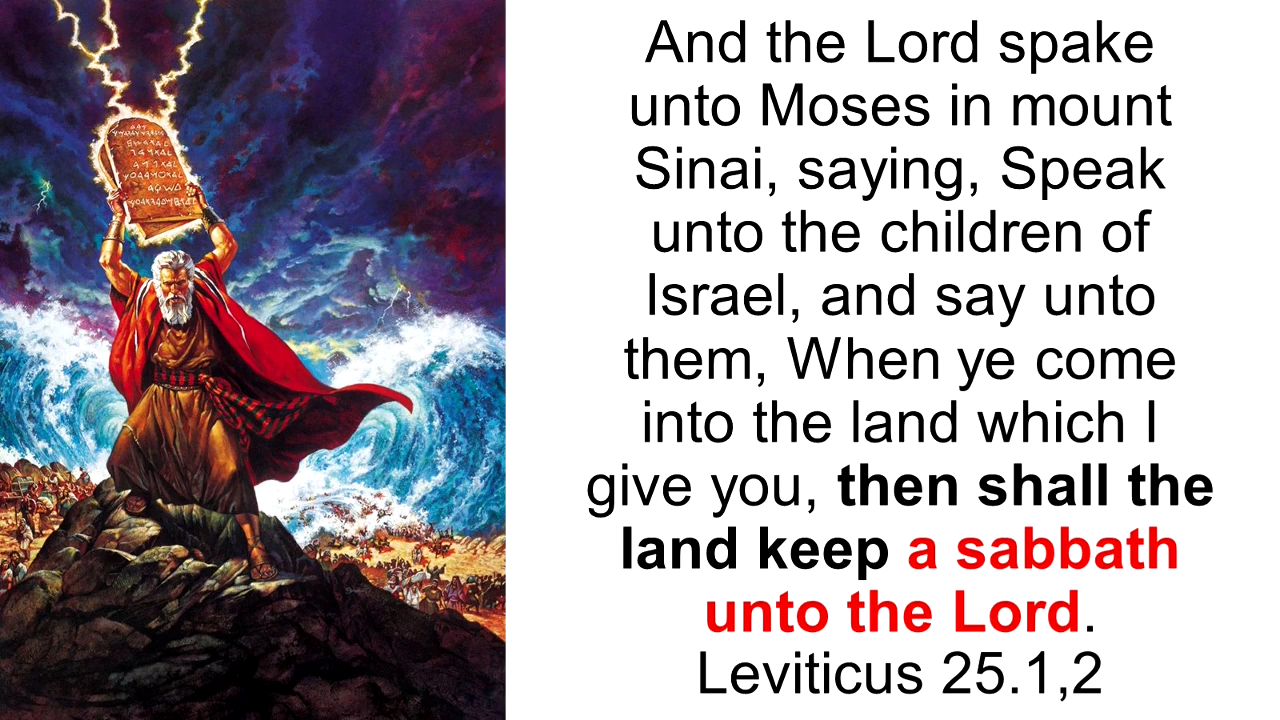 And the Lord spake
unto Moses in mount
Sinai, saying, Speak
unto the children of
Israel, and say unto
them, When ye come
into the land which I
give you, then shall the
land keep a sabbath
unto the Lord.
Leviticus 25.1,2